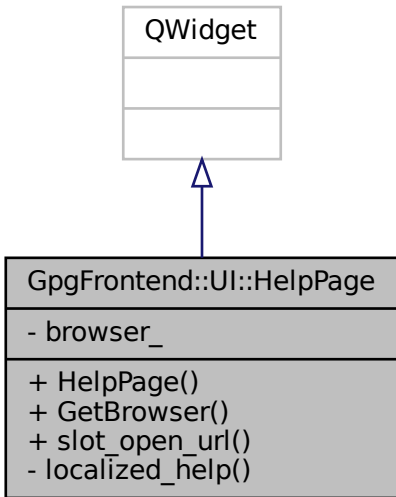 QWidget
GpgFrontend::UI::HelpPage
- browser_
+ HelpPage()
+ GetBrowser()
+ slot_open_url()
- localized_help()